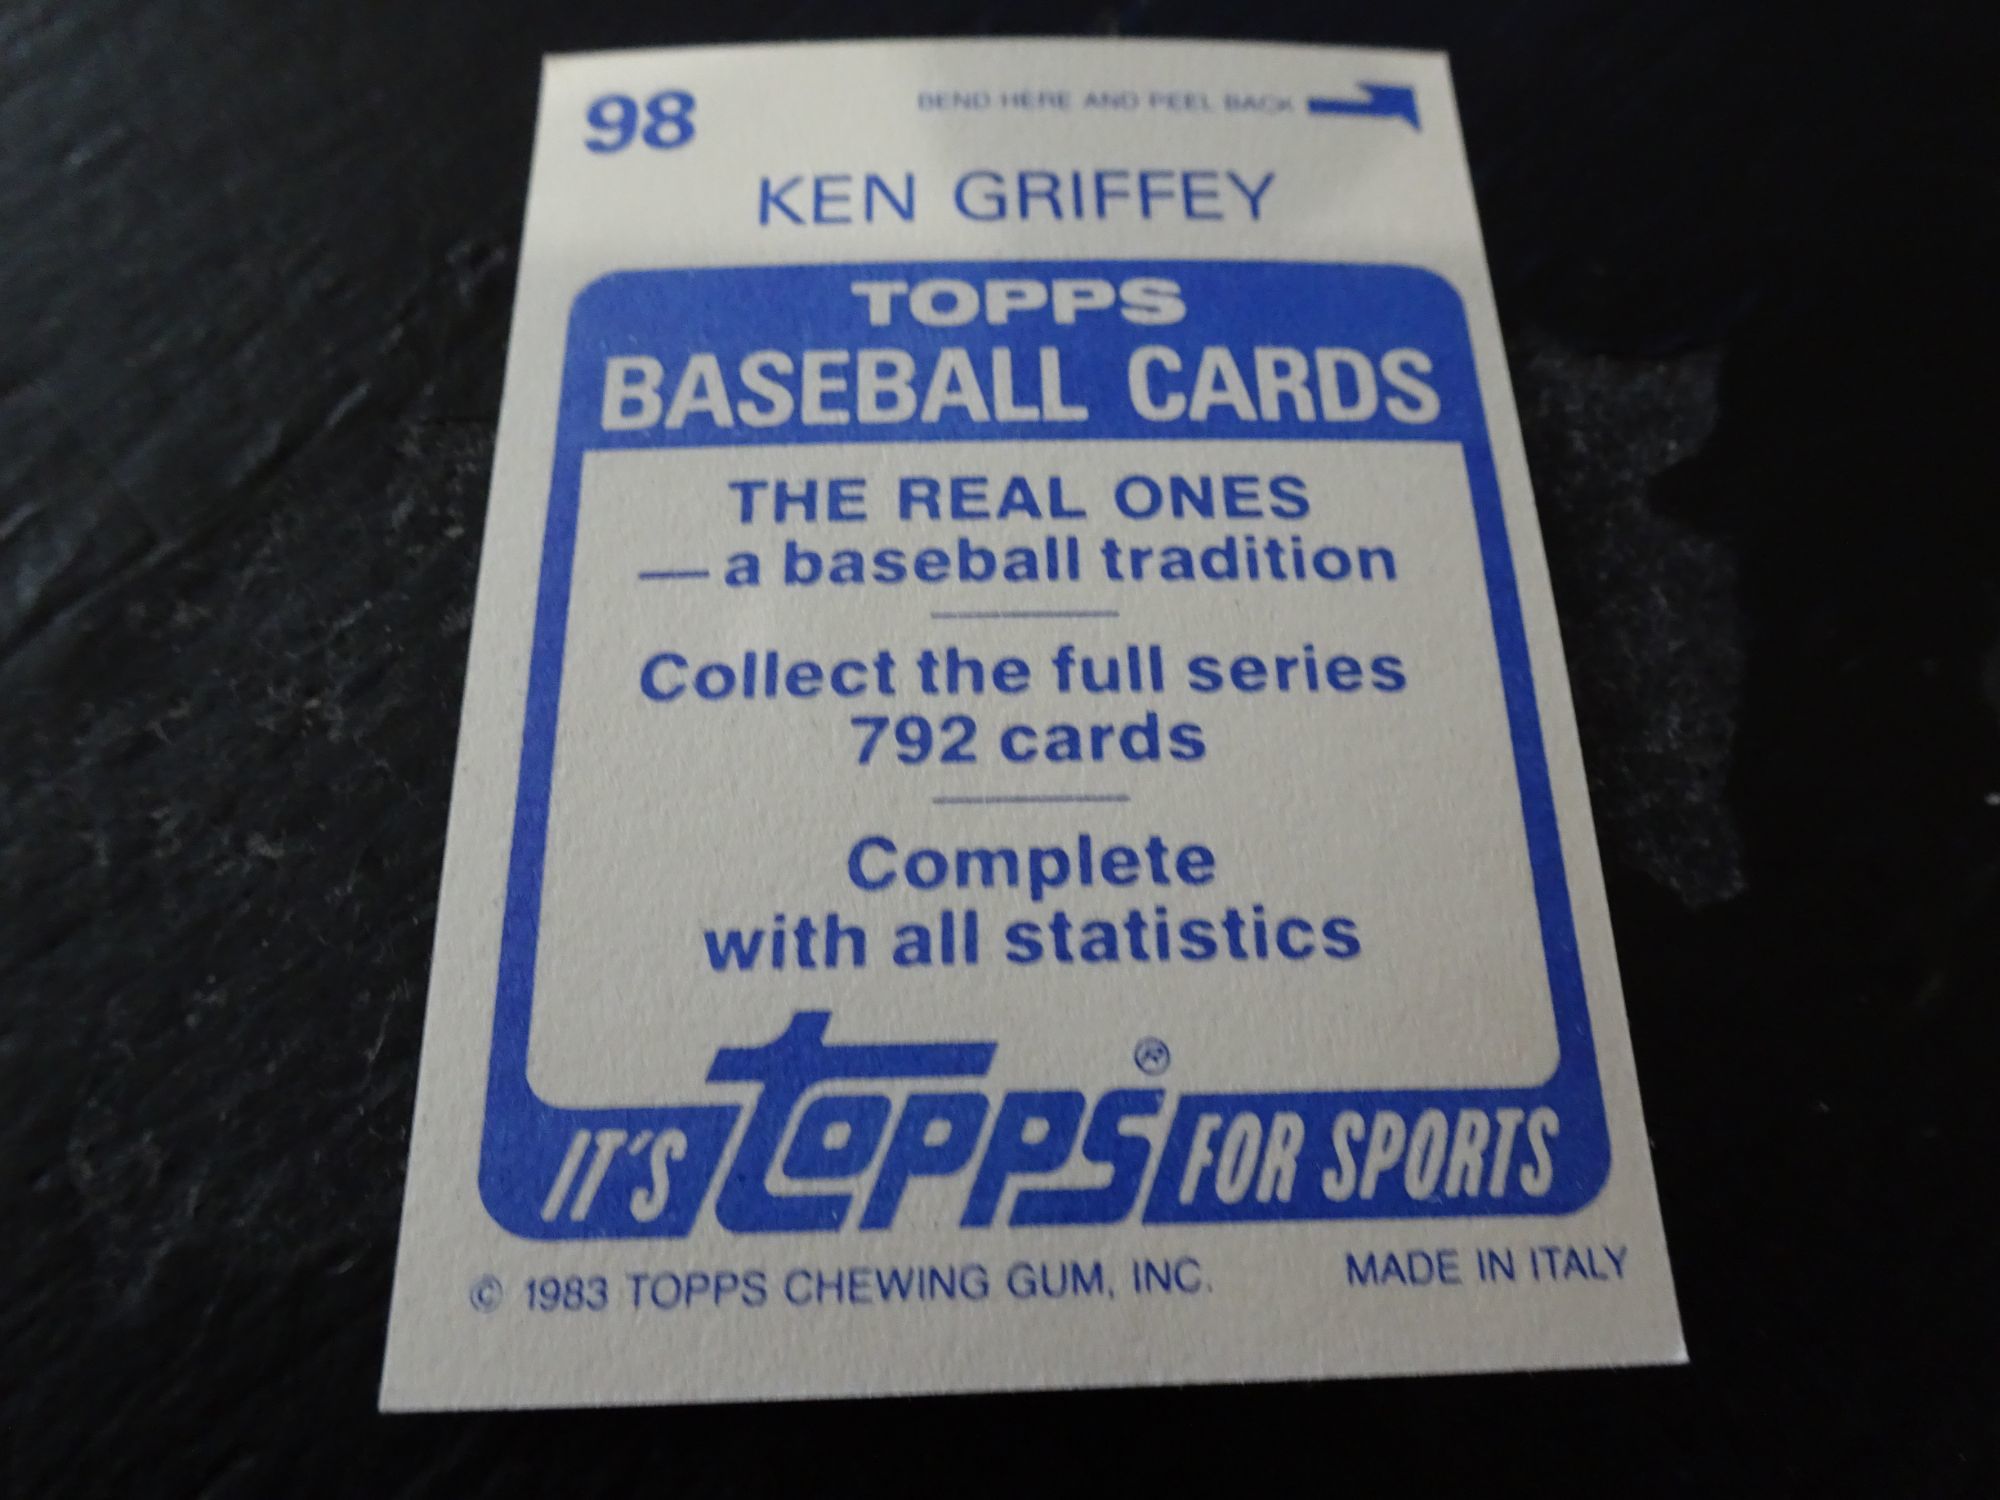 98
BEND HERE AND PEEL BACK
KEN GRIFFEY
TOPPS
BASEBALL CARDS
THE REAL ONES
— a baseball tradition
Collect the full series
792 cards
Complete
with all statistics
IT'S topps® FOR SPORTS
© 1983 TOPPS CHEWING GUM, INC. MADE IN ITALY